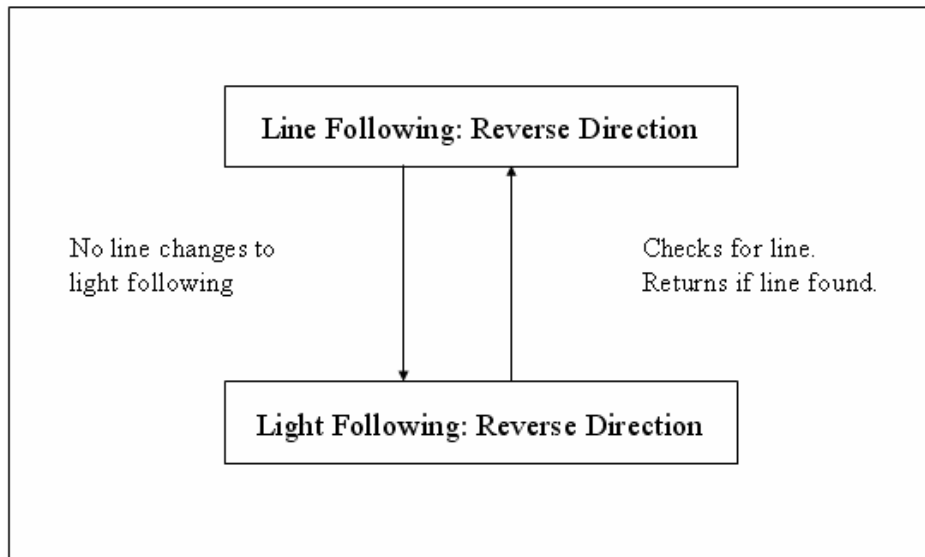 Line Following: Reverse Direction
No line changes to
light following
Checks for line.
Returns if line found.
Light Following: Reverse Direction